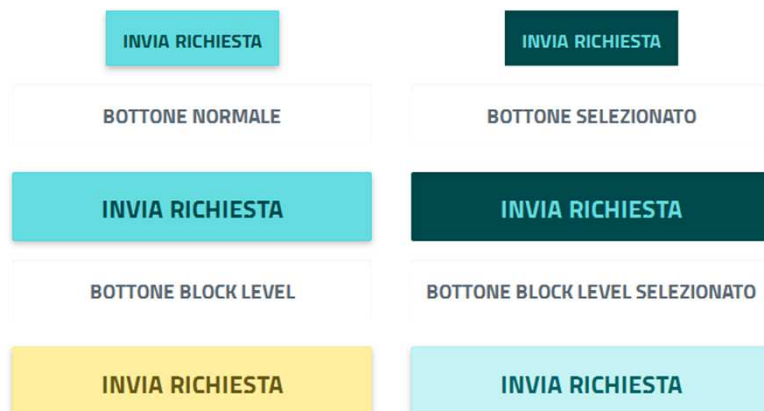 INVIA RICHIESTA
INVIA RICHIESTA
BOTTONE NORMALE
BOTTONE SELEZIONATO
INVIA RICHIESTA
INVIA RICHIESTA
BOTTONE BLOCK LEVEL
BOTTONE BLOCK LEVEL SELEZIONATO
INVIA RICHIESTA
INVIA RICHIESTA